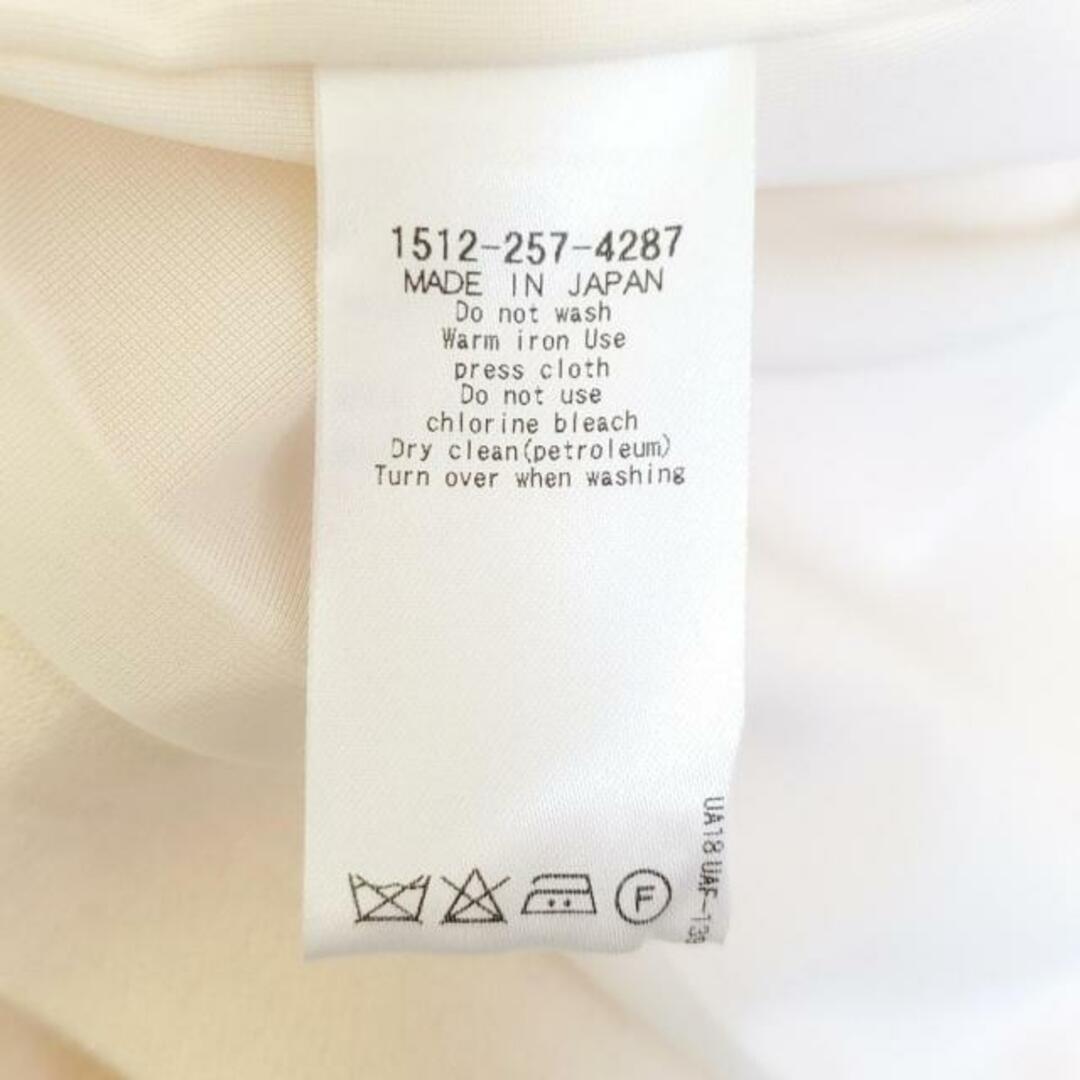 1512-257-4287
MADE IN JAPAN
Do not wash
Warm iron Use
press cloth
Do not use
chlorine bleach
Dry clean(petroleum)
Turn over when washing
F